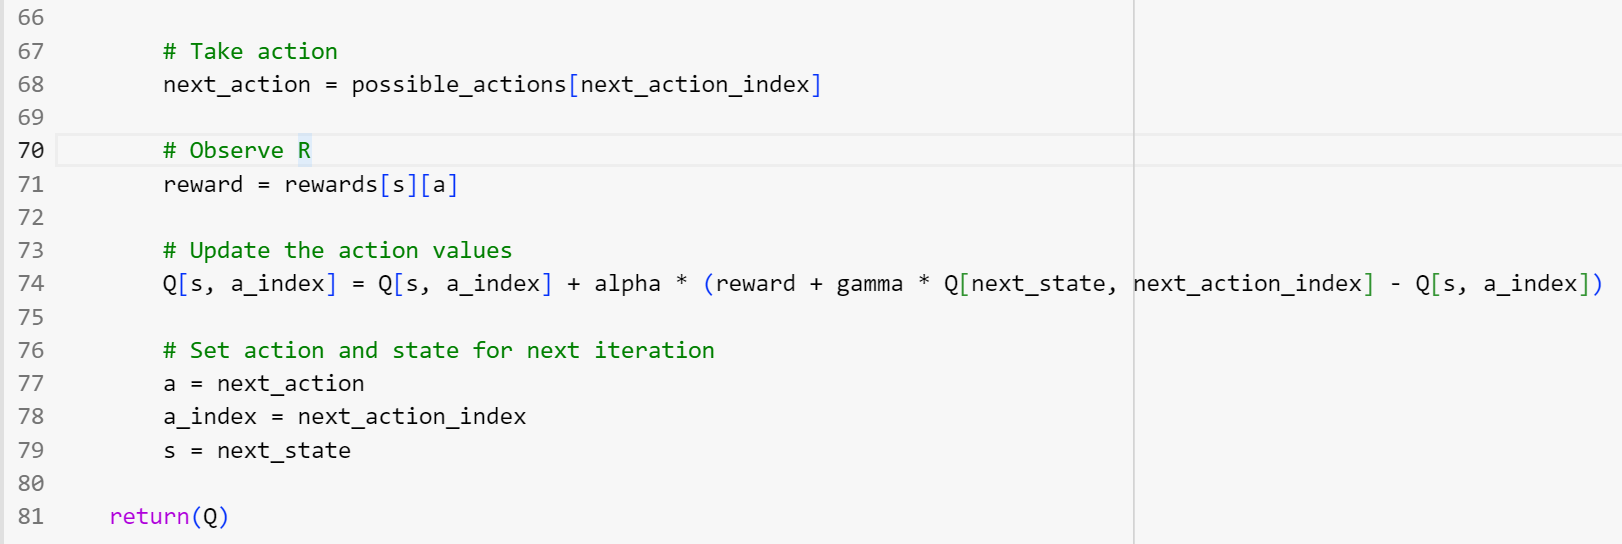 66
67 # Take action
68 next_action = possible_actions[next_action_index]
69
70 # Observe R
71 reward = rewards[s][a]
72
73 # Update the action values
74 Q[s, a_index] = Q[s, a_index] + alpha * (reward + gamma * Q[next_state, next_action_index] - Q[s, a_index])
75
76 # Set action and state for next iteration
77 a = next_action
78 a_index = next_action_index
79 s = next_state
80
81 return(Q)